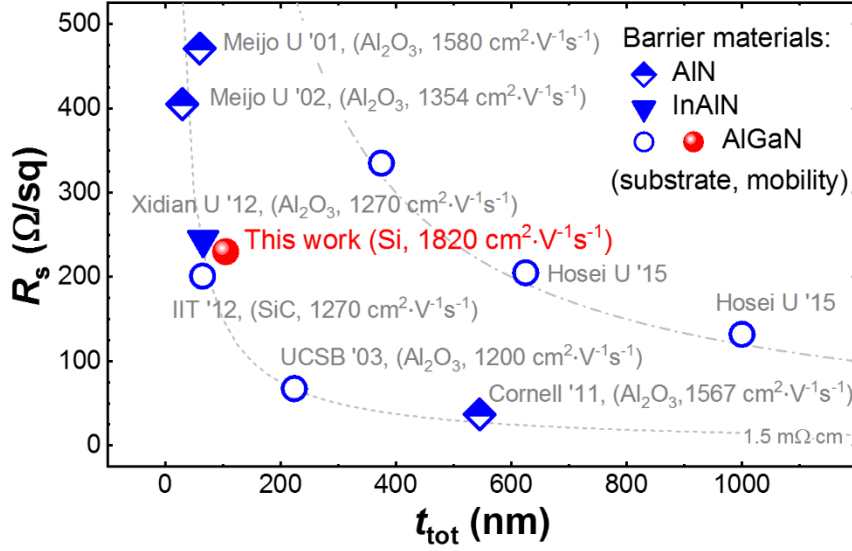 500
400
300
200
100
0
0
200
400
600
800
1000
Rₛ (Ω/sq)
t_tot (nm)
Meijo U '01, (Al₂O₃, 1580 cm²·V⁻¹s⁻¹)
Meijo U '02, (Al₂O₃, 1354 cm²·V⁻¹s⁻¹)
Xidian U '12, (Al₂O₃, 1270 cm²·V⁻¹s⁻¹)
This work (Si, 1820 cm²·V⁻¹s⁻¹)
IIT '12, (SiC, 1270 cm²·V⁻¹s⁻¹)
UCSB '03, (Al₂O₃, 1200 cm²·V⁻¹s⁻¹)
Cornell '11, (Al₂O₃,1567 cm²·V⁻¹s⁻¹)
Hosei U '15
Hosei U '15
1.5 mΩ cm
Barrier materials:
AlN
InAlN
AlGaN
(substrate, mobility)